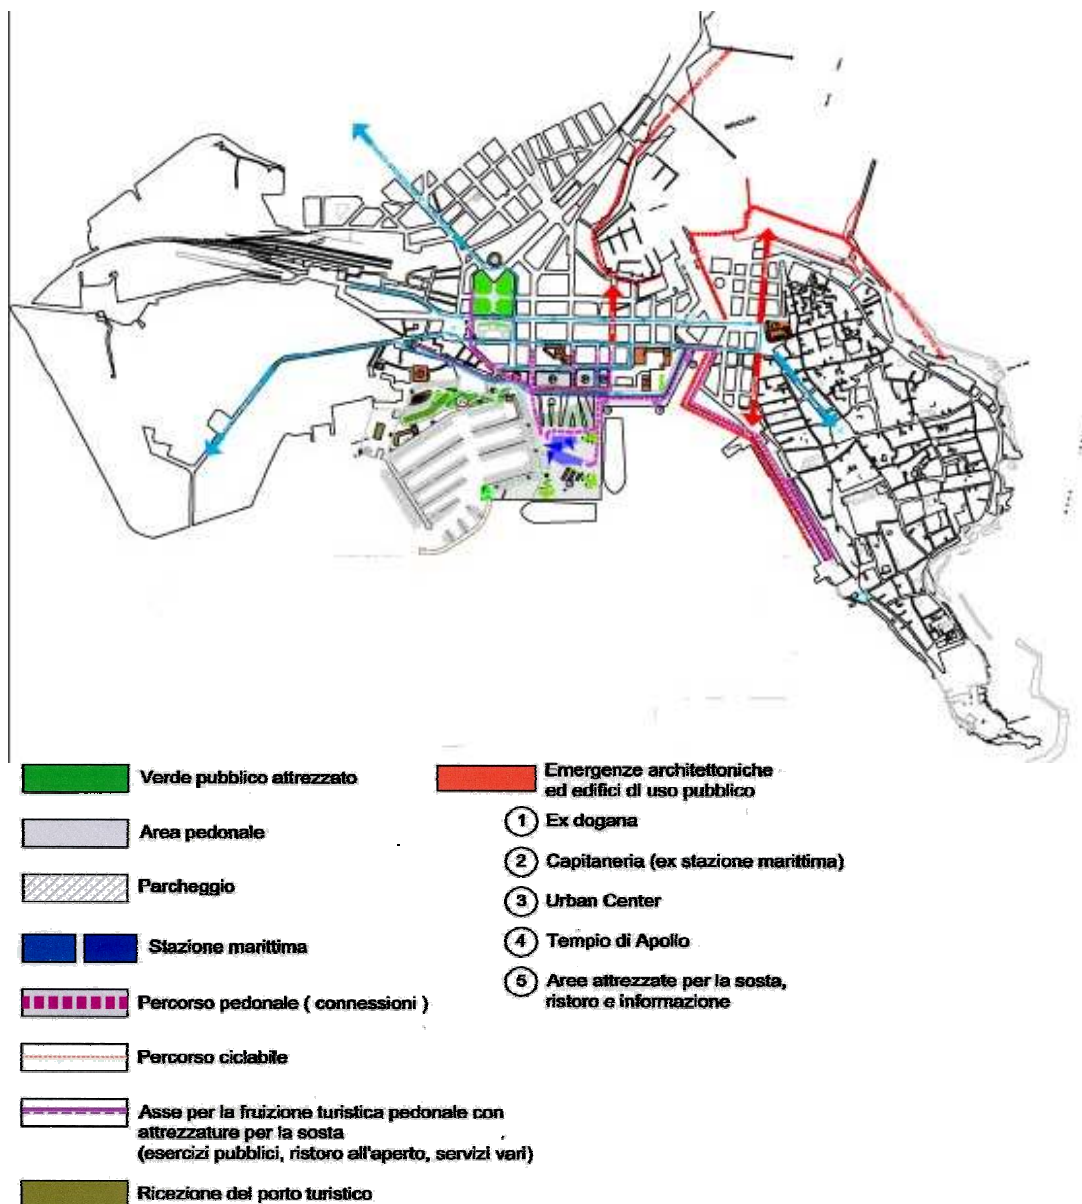 Verde pubblico attrezzato
Area pedonale
Parcheggio
Stazione marittima
Percorso pedonale ( connessioni )
Percorso ciclabile
Asse per la fruizione turistica pedonale con
attrezzature per la sosta
(esercizi pubblici, ristoro all'aperto, servizi vari)
Ricezione del porto turistico
Emergenze architettoniche
ed edifici di uso pubblico
1 Ex dogana
2 Capitaneria (ex stazione marittima)
3 Urban Center
4 Tempio di Apollo
5 Aree attrezzate per la sosta,
ristoro e informazione